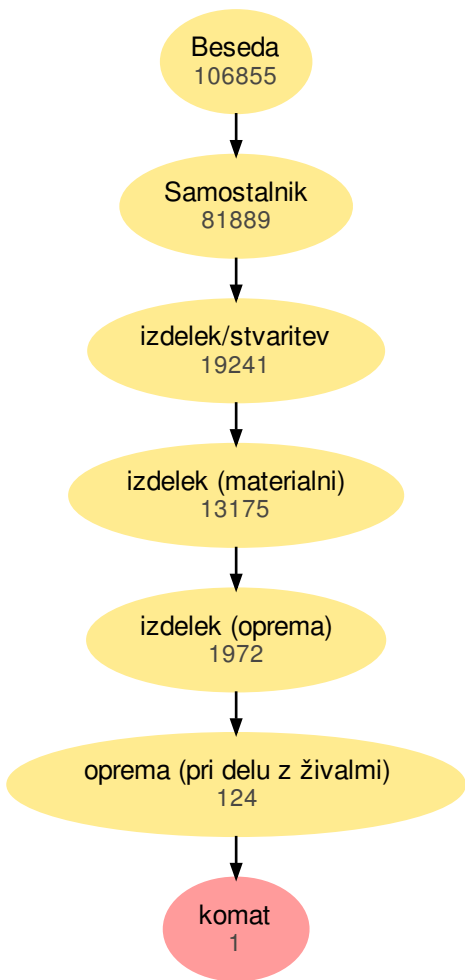 Beseda
106855
Samostalnik
81889
izdelek/stvaritev
19241
izdelek (materialni)
13175
izdelek (oprema)
1972
oprema (pri delu z živalmi)
124
komat
1